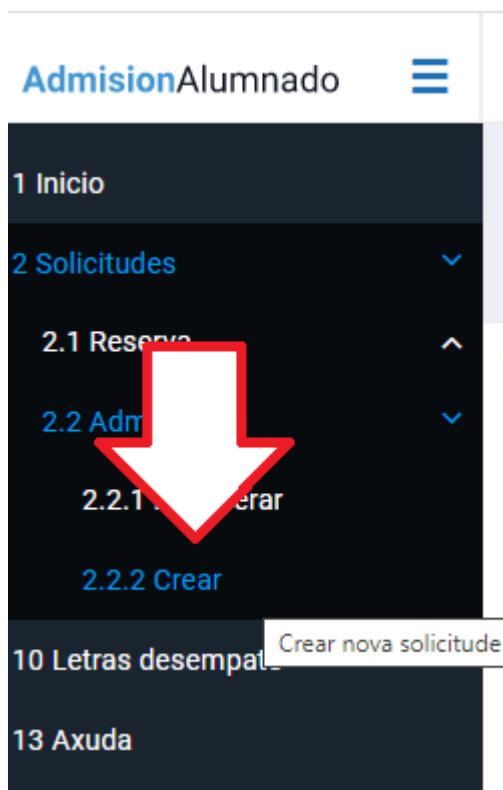 AdmisionAlumnado
1 Inicio
2 Solicitudes
2.1 Reserva
2.2 Adm
2.2.1 erar
2.2.2 Crear
Crear nova solicitude
10 Letras desempate
13 Axuda